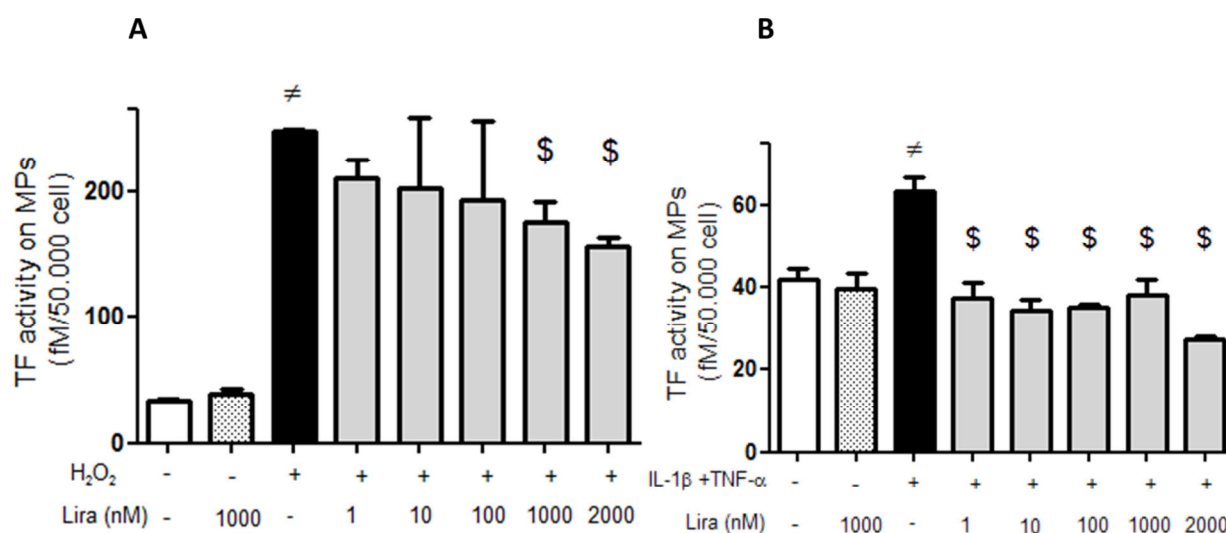 A
≠
$ $
200
100
0
TF activity on MPs
(fM/50.000 cell)
H₂O₂ - - + + + + + +
Lira (nM) - 1000 - 1 10 100 1000 2000
B
≠
$ $ $ $ $
60
40
20
0
TF activity on MPs
(fM/50.000 cell)
IL-1β +TNF-α - - + + + + + +
Lira (nM) - 1000 - 1 10 100 1000 2000